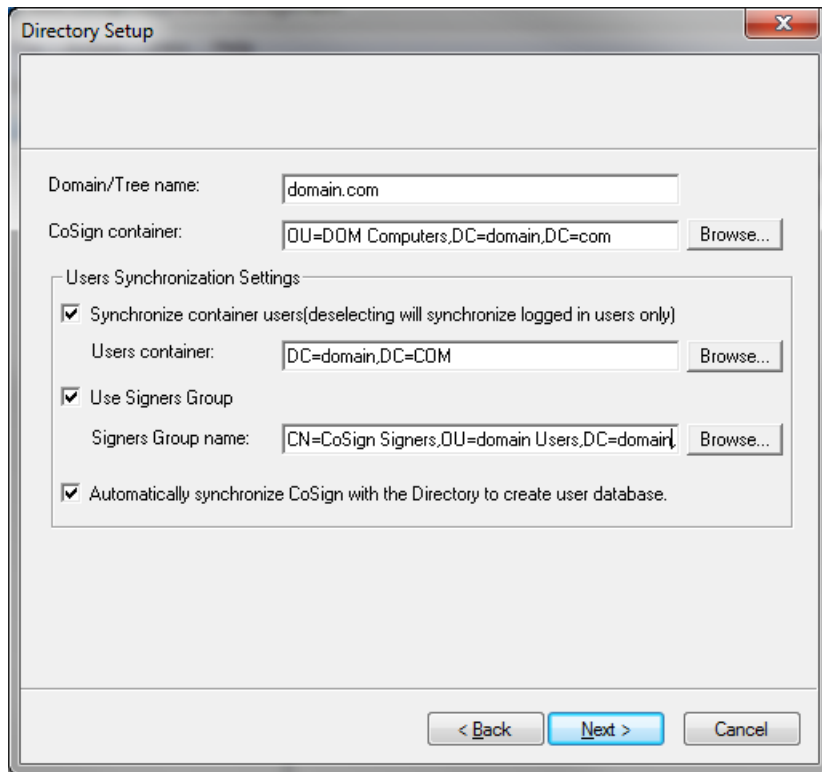 Directory Setup
Domain/Tree name: domain.com
CoSign container: OU=DOM Computers,DC=domain,DC=com Browse...
Users Synchronization Settings
Synchronize container users(deselecting will synchronize logged in users only)
Users container: DC=domain,DC=COM Browse...
Use Signers Group
Signers Group name: CN=CoSign Signers,OU=domain Users,DC=domain, Browse...
Automatically synchronize CoSign with the Directory to create user database.
< Back Next > Cancel